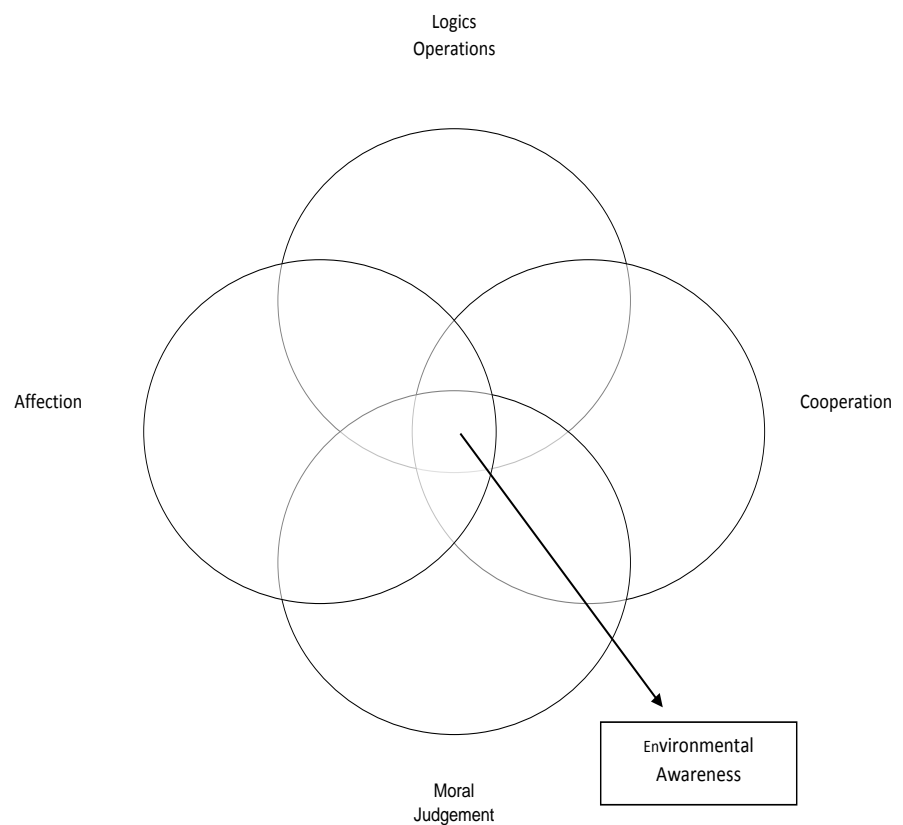 Logics
Operations
Affection
Cooperation
Environmental
Awareness
Moral
Judgement